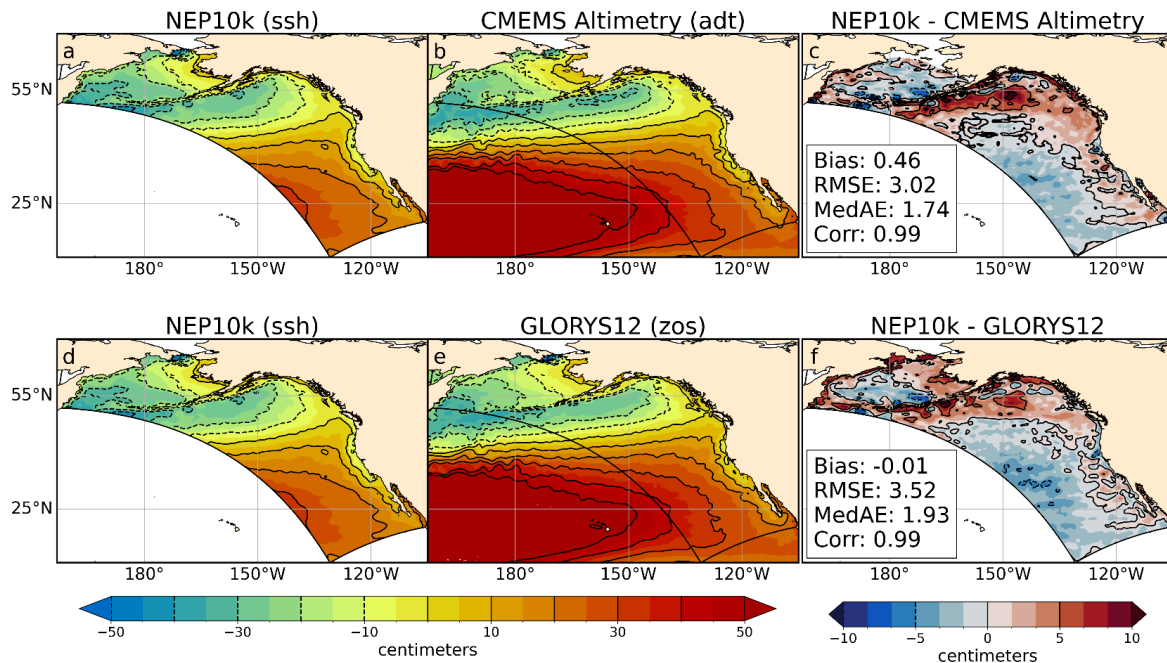 NEP10k (ssh)
CMEMS Altimetry (adt)
NEP10k - CMEMS Altimetry
a
b
c
55°N
25°N
Bias: 0.46
RMSE: 3.02
MedAE: 1.74
Corr: 0.99
180° 150°W 120°W
180° 150°W 120°W
180° 150°W 120°W
NEP10k (ssh)
GLORYS12 (zos)
NEP10k - GLORYS12
d
e
f
55°N
25°N
Bias: -0.01
RMSE: 3.52
MedAE: 1.93
Corr: 0.99
180° 150°W 120°W
180° 150°W 120°W
180° 150°W 120°W
−50 −30 −10 10 30 50
centimeters
−10 −5 0 5 10
centimeters